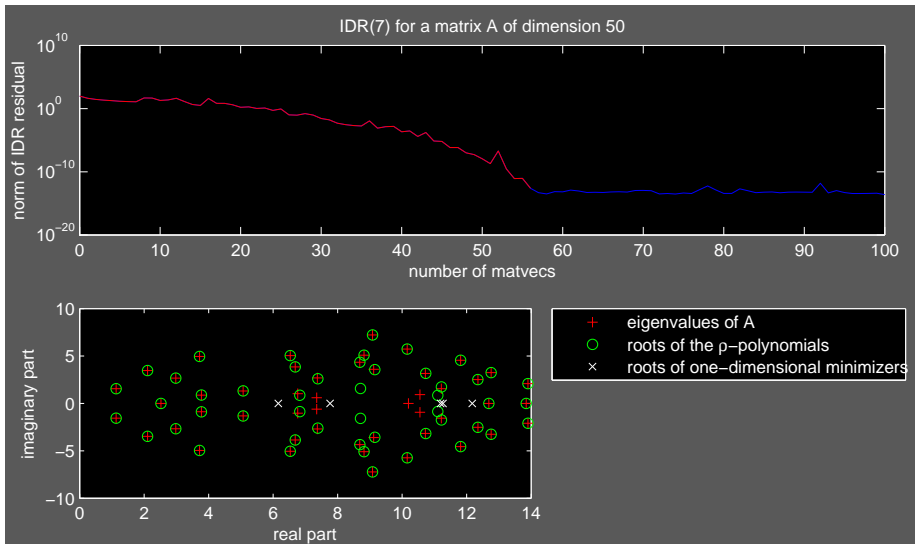 IDR(7) for a matrix A of dimension 50
norm of IDR residual
10^10
10^0
10^−10
10^−20
0 10 20 30 40 50 60 70 80 90 100
number of matvecs
imaginary part
10
5
0
−5
−10
0 2 4 6 8 10 12 14
real part
eigenvalues of A
roots of the ρ−polynomials
roots of one−dimensional minimizers